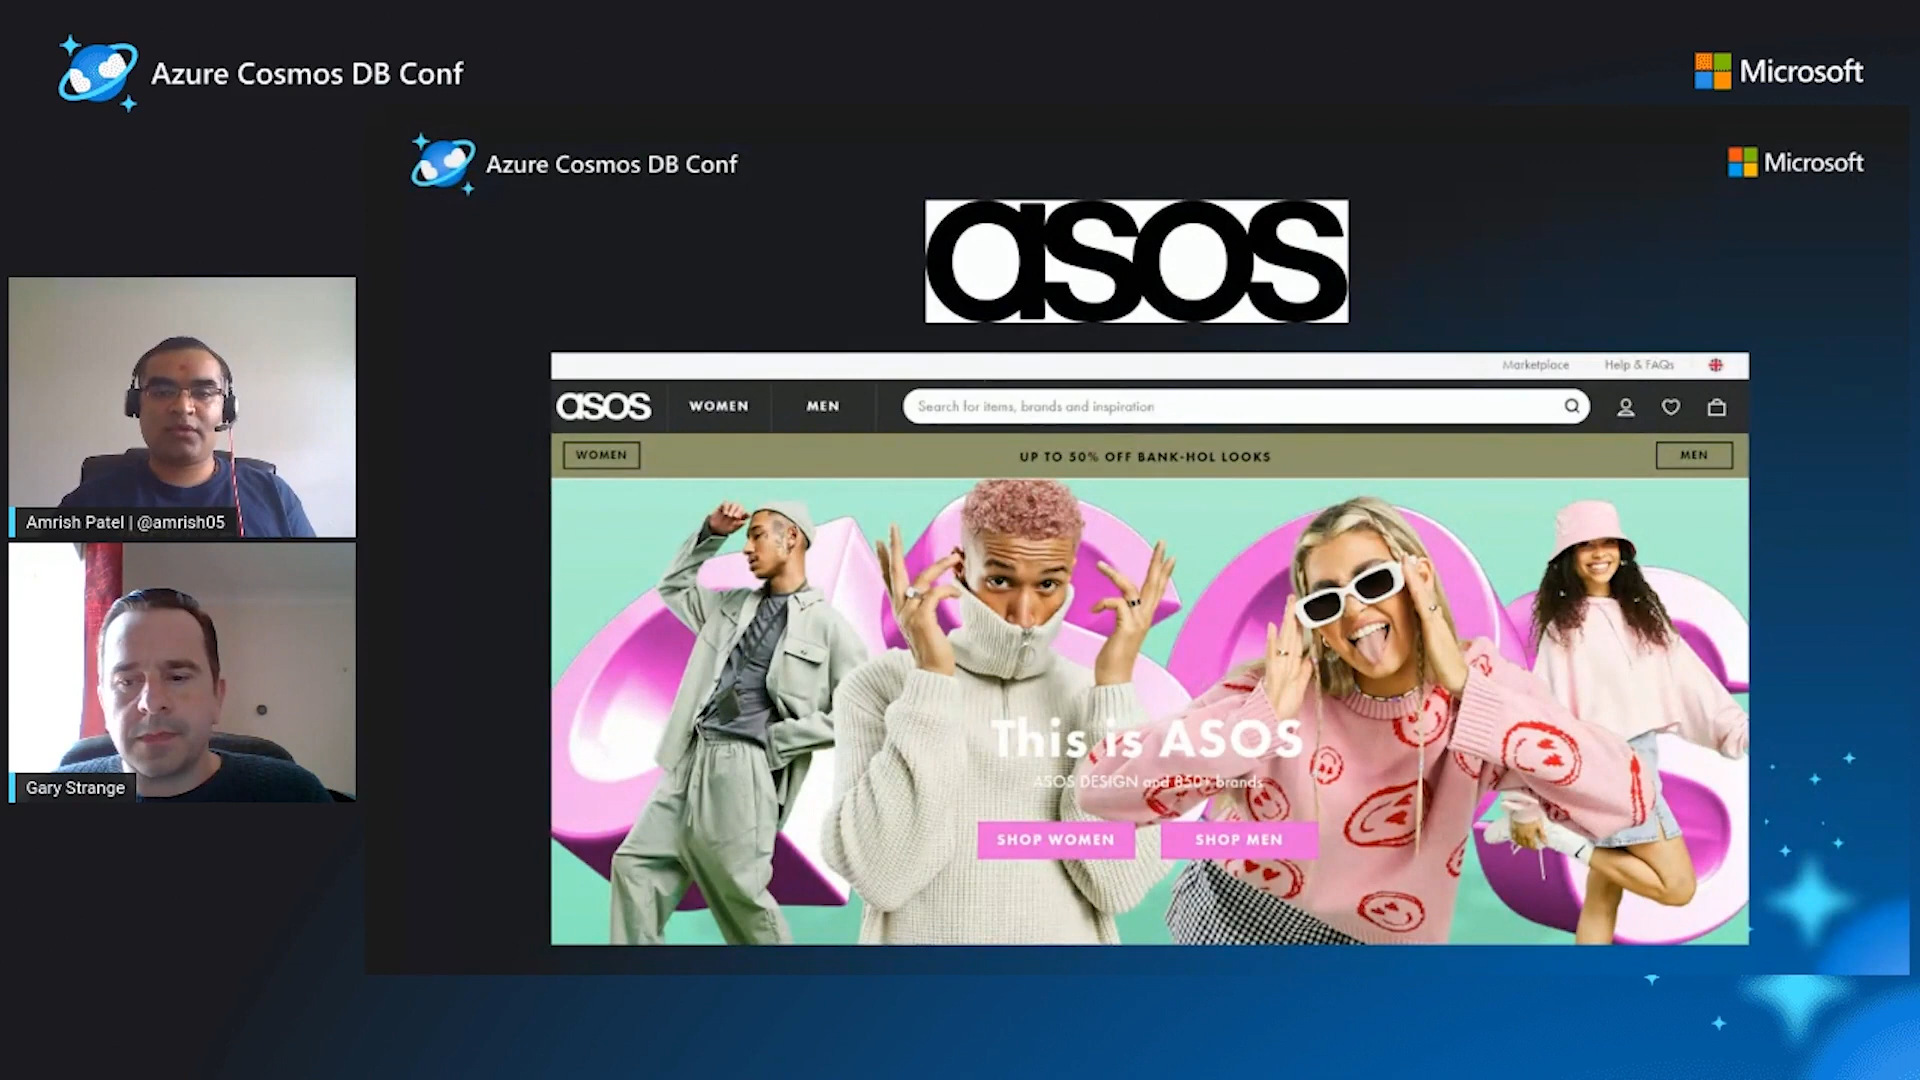 Azure Cosmos DB Conf
Microsoft
Azure Cosmos DB Conf
Microsoft
asos
Marketplace
Help & FAQs
asos
WOMEN
MEN
Search for items, brands and inspiration
WOMEN
UP TO 50% OFF BANK-HOL LOOKS
MEN
This is ASOS
ASOS DESIGN and 850+ brands
SHOP WOMEN
SHOP MEN
Amrish Patel | @amrish05
Gary Strange